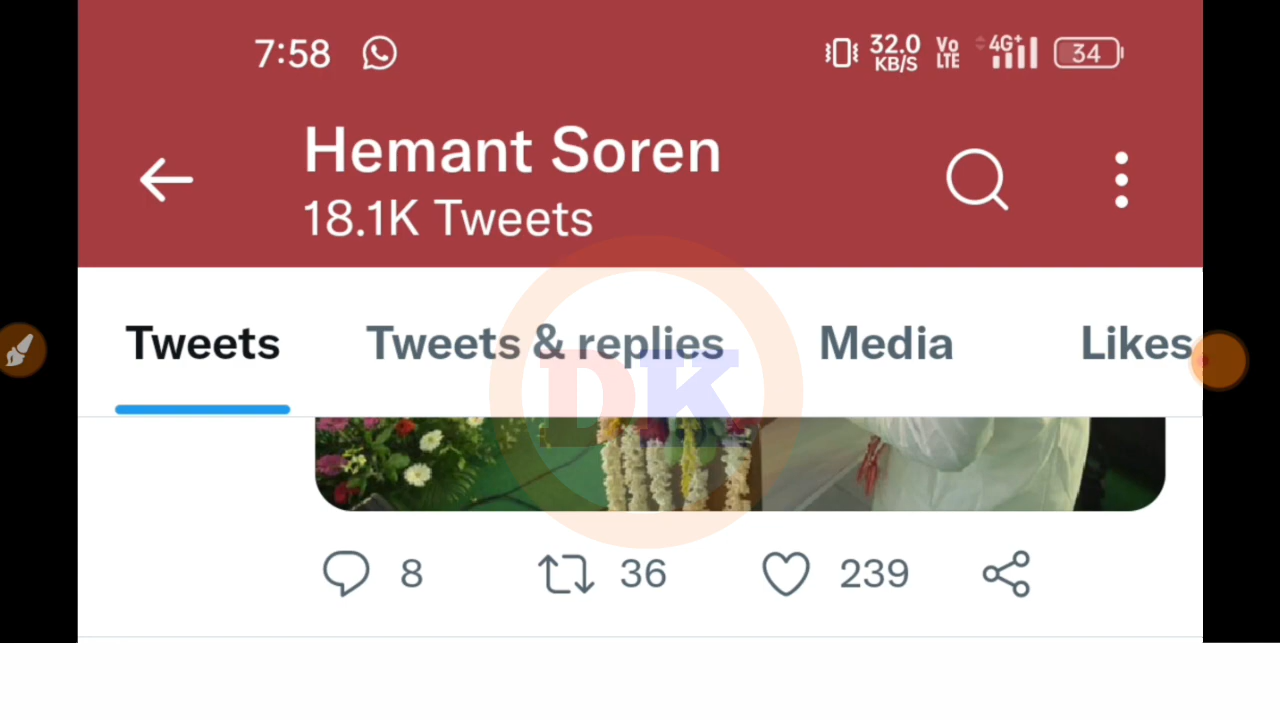 7:58 32.0 KB/S Vo LTE 4G+ 34
Hemant Soren
18.1K Tweets
Tweets Tweets & replies Media Likes
DK
8 36 239